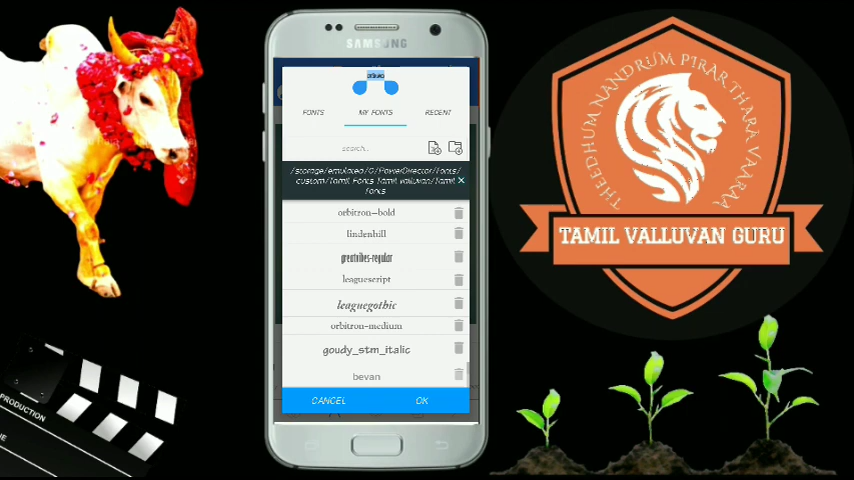 SAMSUNG
FONTS
MY FONTS
RECENT
search...
/storage/emulated/0/PowerDirector/fonts/
custom/Tamil Fonts Tamil Valluvan/Tamil
fonts
orbitron-bold
lindenhill
greatvibes-regular
leaguescript
leaguegothic
orbitron-medium
goudy_stm_italic
bevan
CANCEL
OK
THEEDHUM NANDRUM PIRAR THARA VAARAA
TAMIL VALLUVAN GURU
PRODUCTION